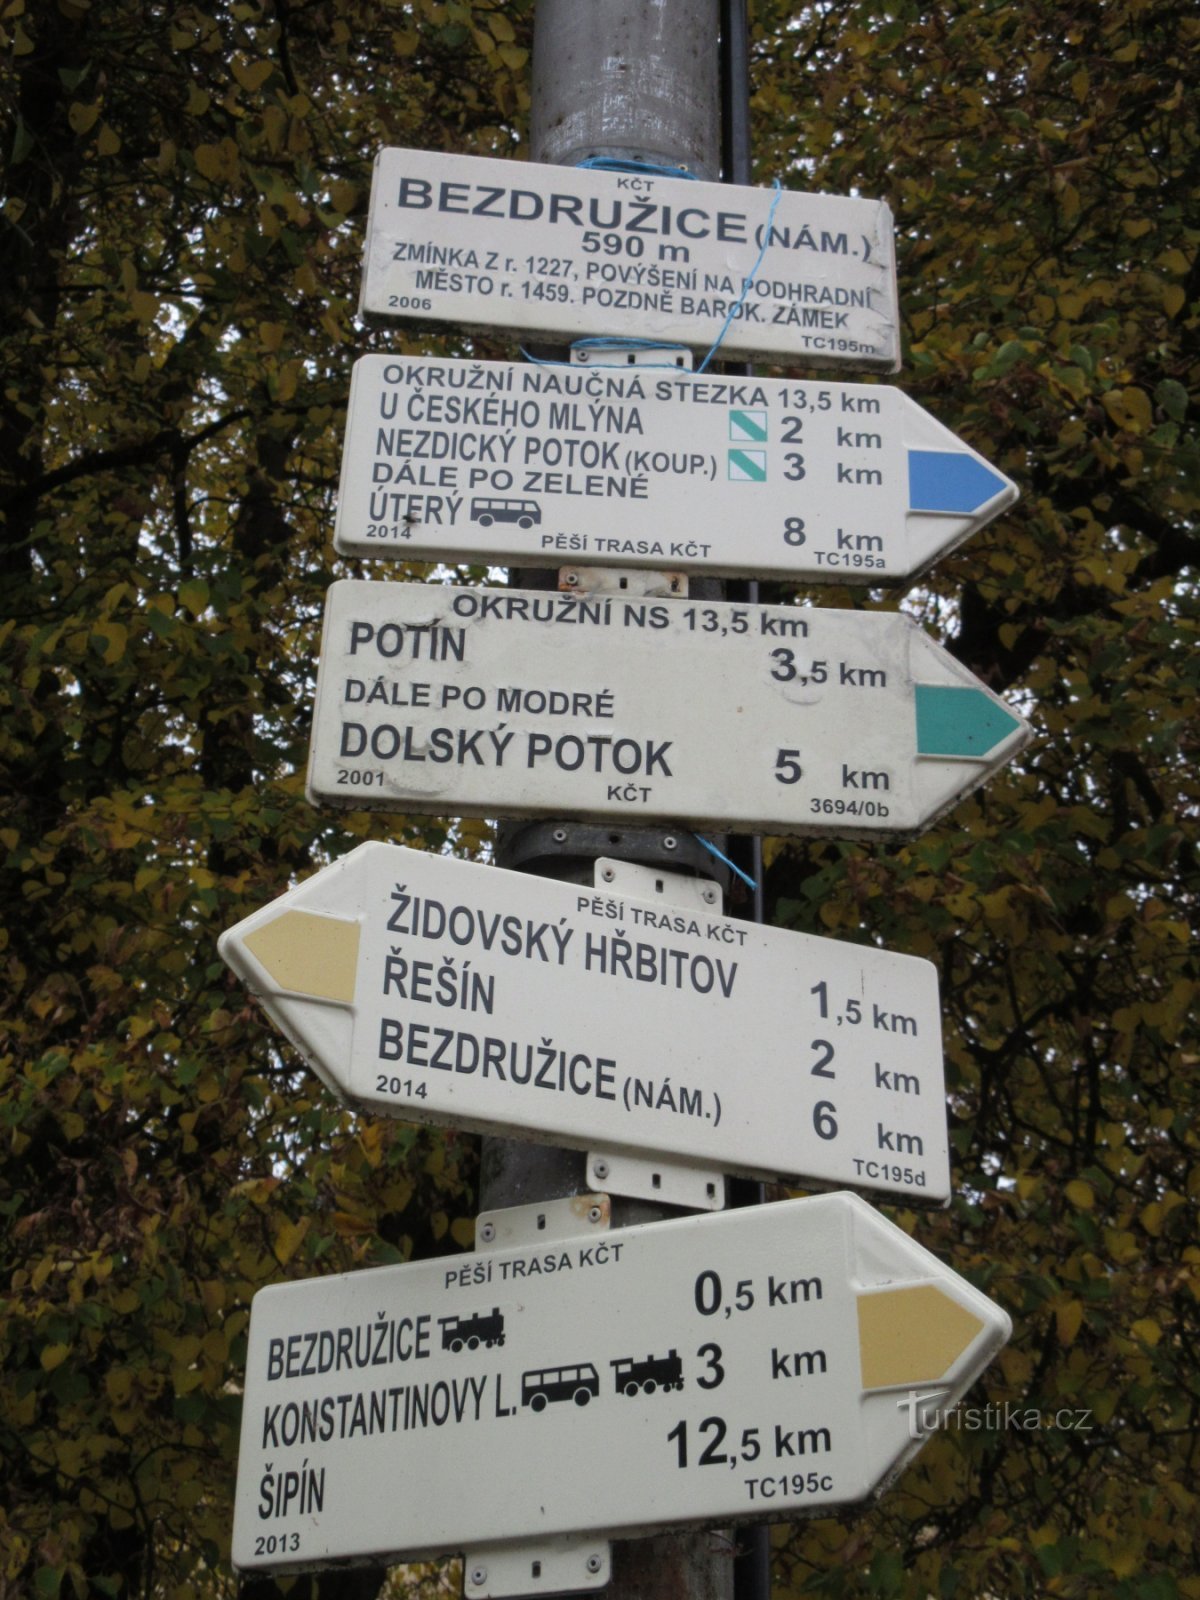 KČT
BEZDRUŽICE (NÁM.)
590 m
ZMÍNKA Z r. 1227, POVÝŠENÍ NA PODHRADNÍ
MĚSTO r. 1459. POZDNĚ BAROK. ZÁMEK
2006 TC195m
OKRUŽNÍ NAUČNÁ STEZKA 13,5 km
U ČESKÉHO MLÝNA 2 km
NEZDICKÝ POTOK (KOUP.) 3 km
DÁLE PO ZELENÉ
ÚTERÝ 8 km
2014 PĚŠÍ TRASA KČT TC195a
OKRUŽNÍ NS 13,5 km
POTÍN 3,5 km
DÁLE PO MODRÉ
DOLSKÝ POTOK 5 km
2001 KČT 3694/0b
PĚŠÍ TRASA KČT
ŽIDOVSKÝ HŘBITOV 1,5 km
ŘEŠÍN 2 km
BEZDRUŽICE (NÁM.) 6 km
2014 TC195d
PĚŠÍ TRASA KČT
BEZDRUŽICE 0,5 km
KONSTANTINOVY L. 3 km
ŠIPÍN 12,5 km
2013 TC195c
Turistika.cz